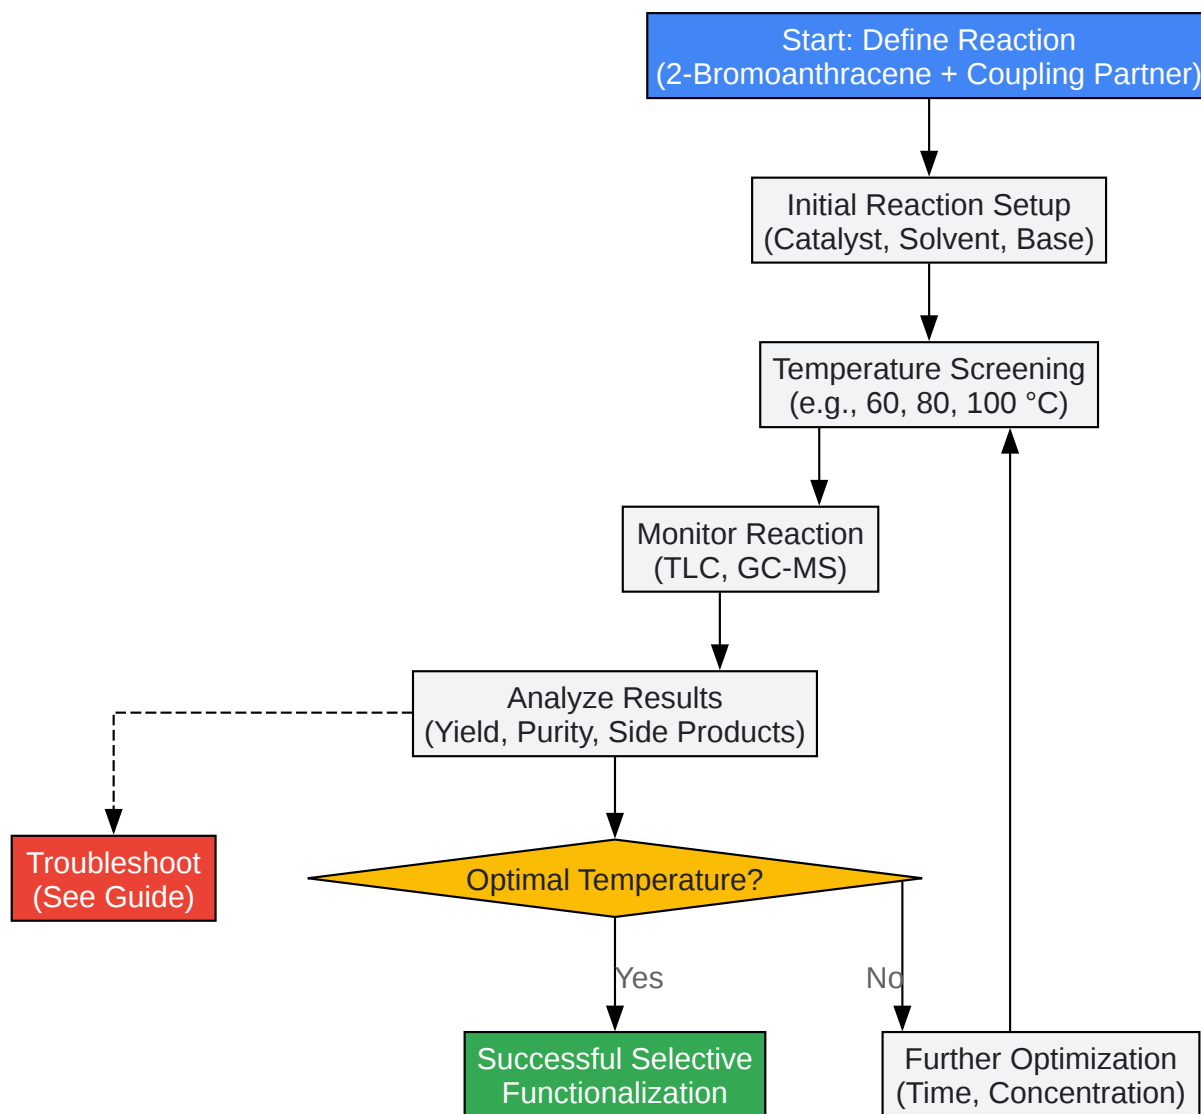 Start: Define Reaction
(2-Bromoanthracene + Coupling Partner)
Initial Reaction Setup
(Catalyst, Solvent, Base)
Temperature Screening
(e.g., 60, 80, 100 °C)
Monitor Reaction
(TLC, GC-MS)
Analyze Results
(Yield, Purity, Side Products)
Troubleshoot
(See Guide)
Optimal Temperature?
Yes
No
Successful Selective
Functionalization
Further Optimization
(Time, Concentration)